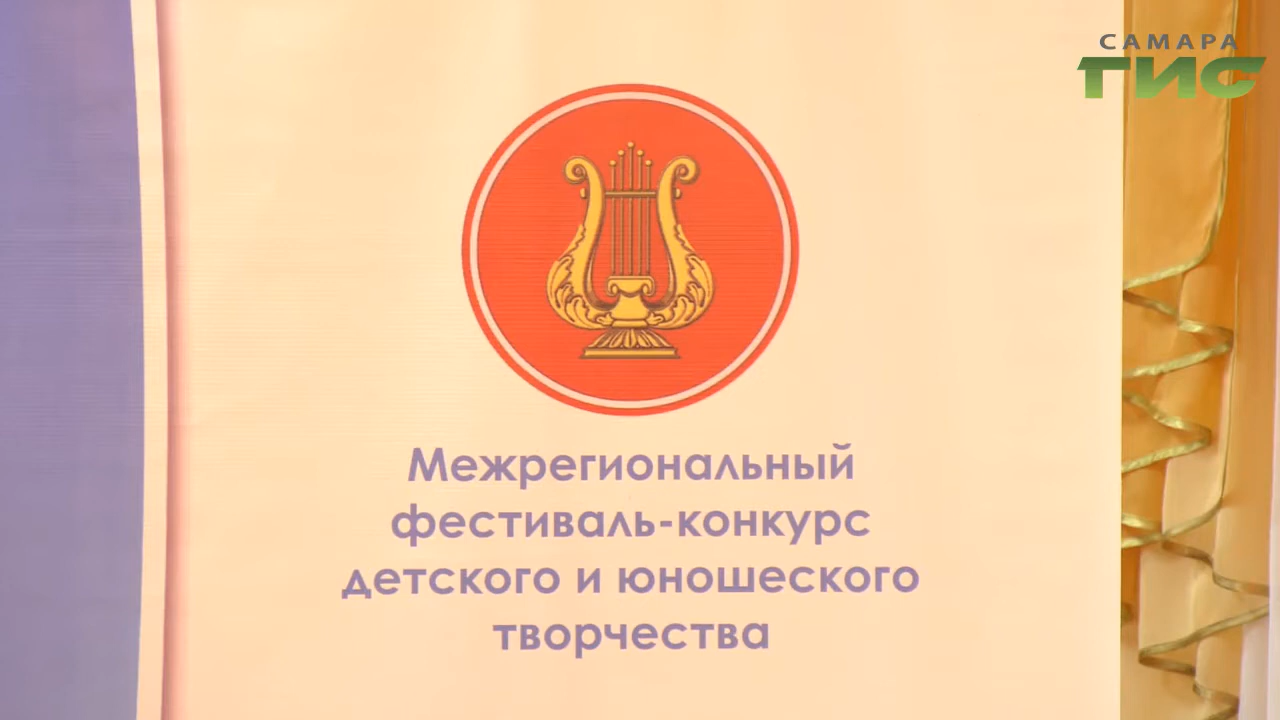 САМАРА
ГИС
Межрегиональный
фестиваль-конкурс
детского и юношеского
творчества